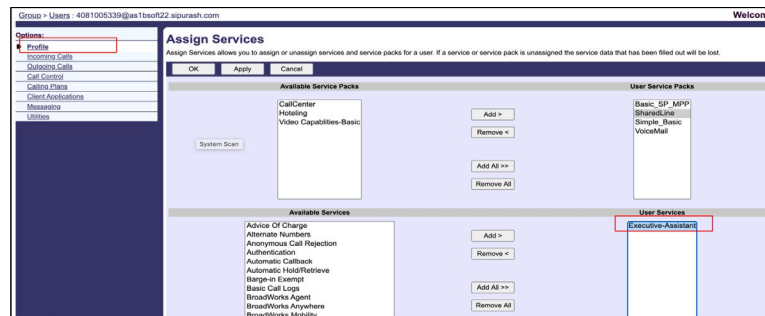 Group > Users : 4081005339@as1bsoft22.sipurash.com
Welcon
Options:
Profile
Incoming Calls
Outgoing Calls
Call Control
Calling Plans
Client Applications
Messaging
Utilities
Assign Services
Assign Services allows you to assign or unassign services and service packs for a user. If a service or service pack is unassigned the service data that has been filled out will be lost.
OK Apply Cancel
Available Service Packs
User Service Packs
CallCenter
Hoteling
Video Capablities-Basic
Add >
Remove <
Add All >>
Remove All
Basic_SP_MPP
SharedLine
Simple_Basic
VoiceMail
System Scan
Available Services
User Services
Advice Of Charge
Alternate Numbers
Anonymous Call Rejection
Authentication
Automatic Callback
Automatic Hold/Retrieve
Barge-in Exempt
Basic Call Logs
BroadWorks Agent
BroadWorks Anywhere
BroadWorks Mobility
Add >
Remove <
Add All >>
Remove All
Executive-Assistant